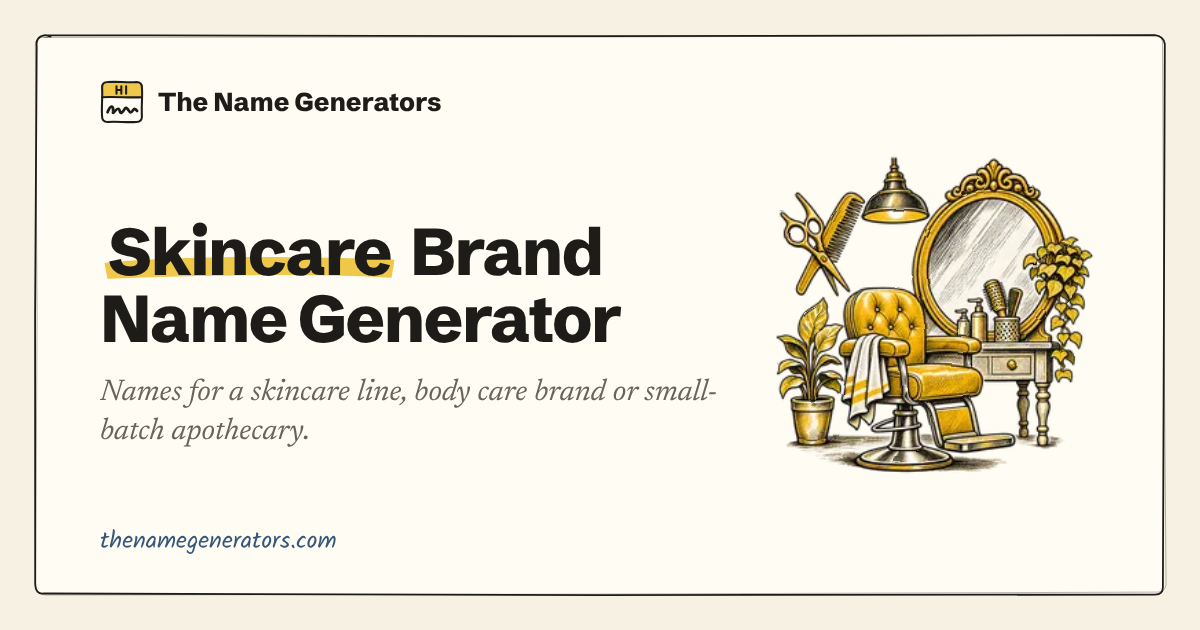 HI
The Name Generators
Skincare Brand
Name Generator
Names for a skincare line, body care brand or small-
batch apothecary.
thenamegenerators.com